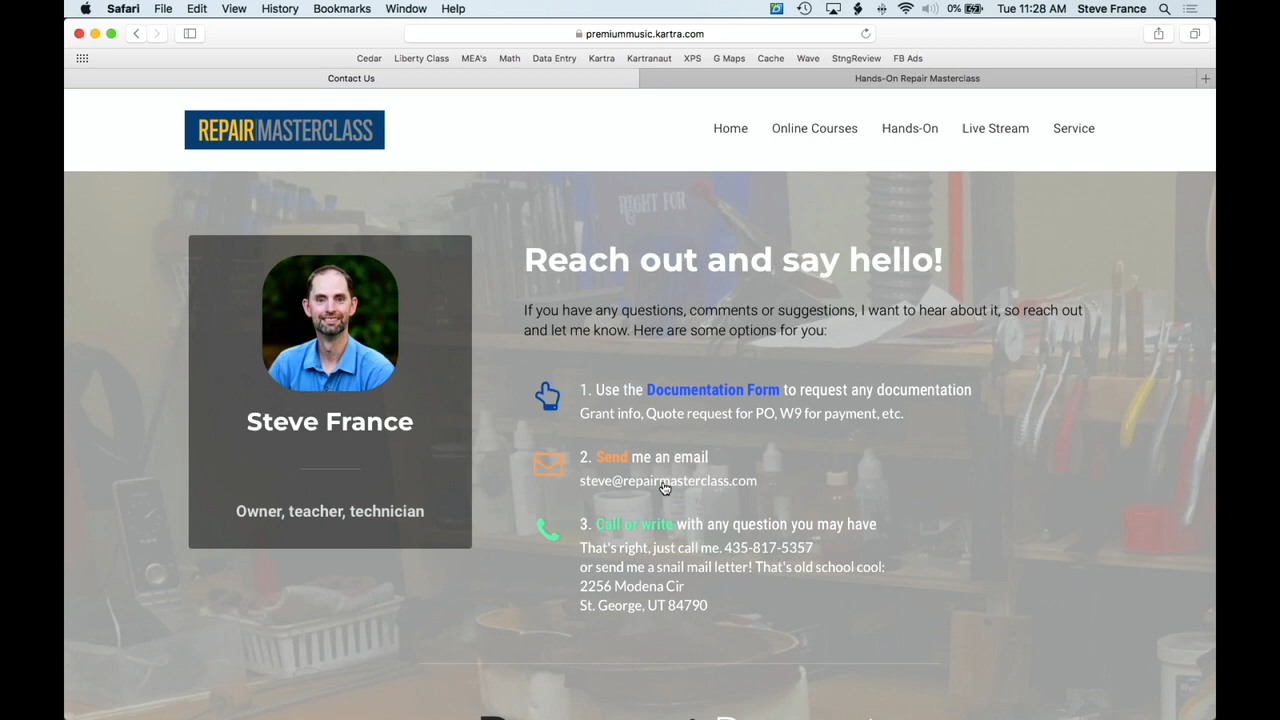 Safari File Edit View History Bookmarks Window Help 0% Tue 11:28 AM Steve France
premiummusic.kartra.com
Cedar Liberty Class MEA's Math Data Entry Kartra Kartranaut XPS G Maps Cache Wave StngReview FB Ads
Contact Us Hands-On Repair Masterclass
REPAIR MASTERCLASS
Home Online Courses Hands-On Live Stream Service
RIGHT FOR
Reach out and say hello!
If you have any questions, comments or suggestions, I want to hear about it, so reach out
and let me know. Here are some options for you:
Steve France
Owner, teacher, technician
1. Use the Documentation Form to request any documentation
Grant info, Quote request for PO, W9 for payment, etc.
2. Send me an email
steve@repairmasterclass.com
3. Call or write with any question you may have
That's right, just call me. 435-817-5357
or send me a snail mail letter! That's old school cool:
2256 Modena Cir
St. George, UT 84790